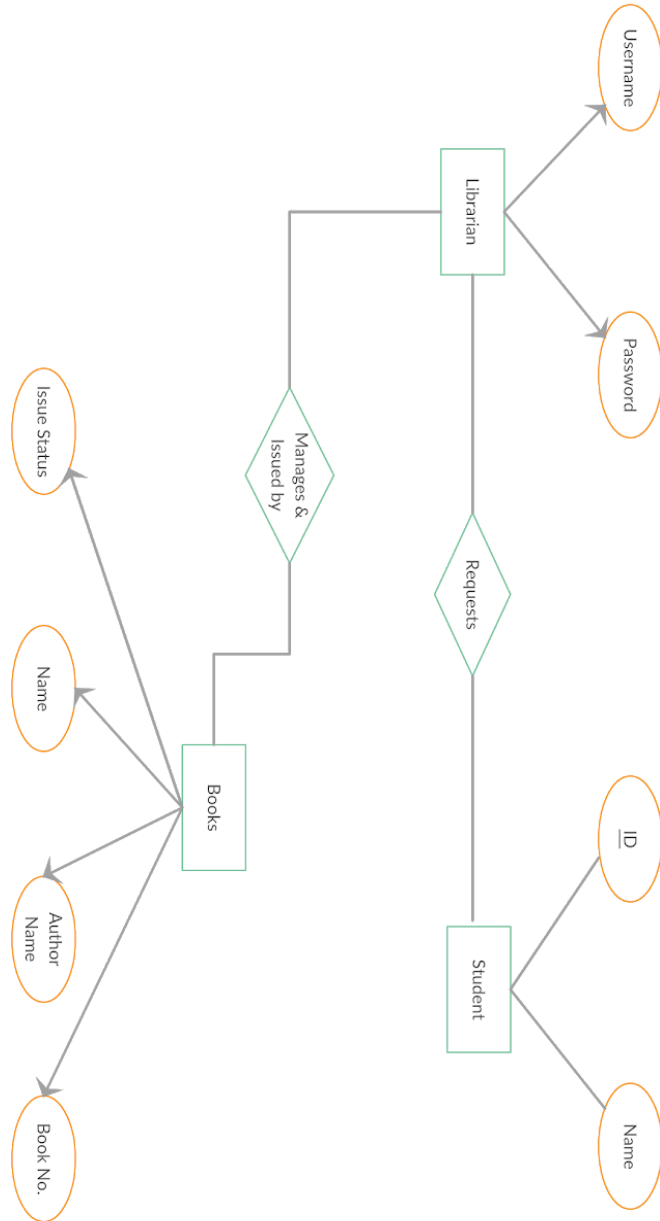 Username
Password
ID
Name
Librarian
Requests
Student
Manages &
Issued by
Books
Issue Status
Name
Author
Name
Book No.